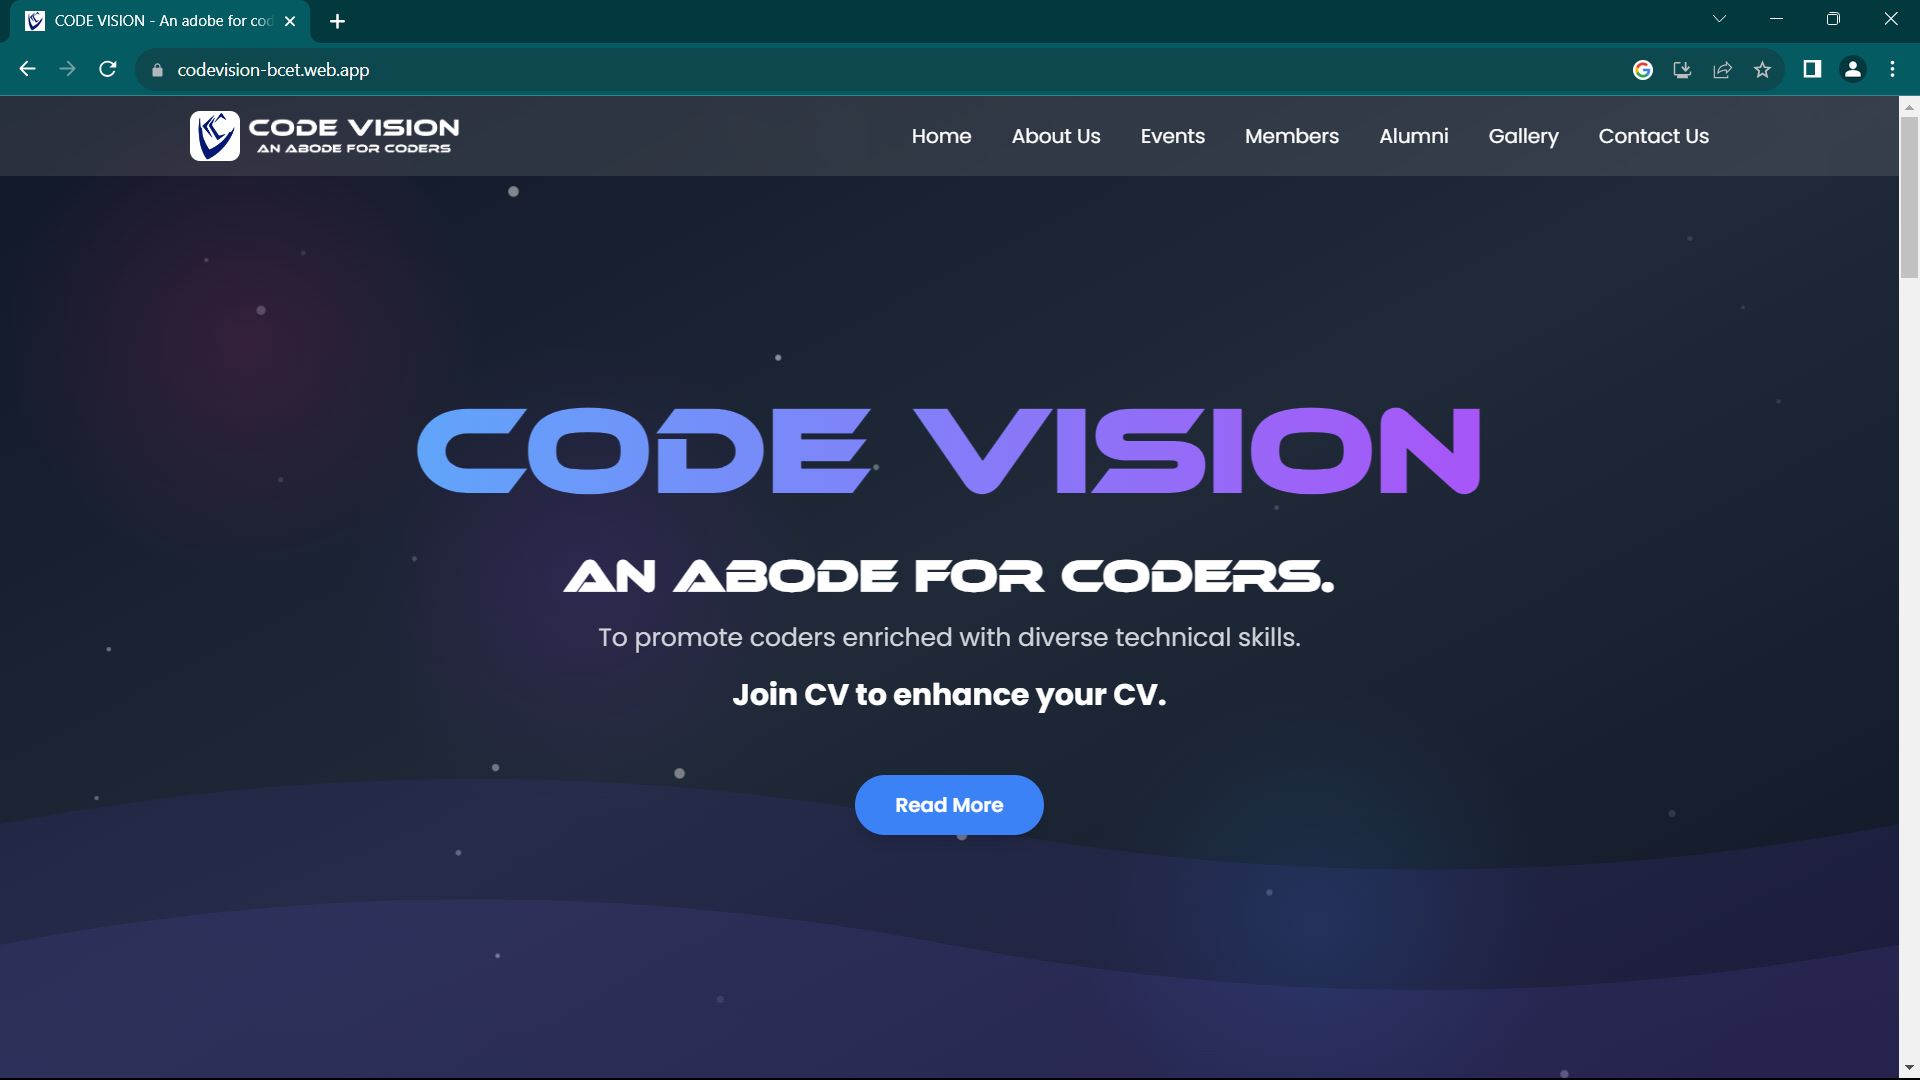 CODE VISION - An adobe for cod
codevision-bcet.web.app
CODE VISION
AN ABODE FOR CODERS
Home About Us Events Members Alumni Gallery Contact Us
CODE VISION
AN ABODE FOR CODERS.
To promote coders enriched with diverse technical skills.
Join CV to enhance your CV.
Read More